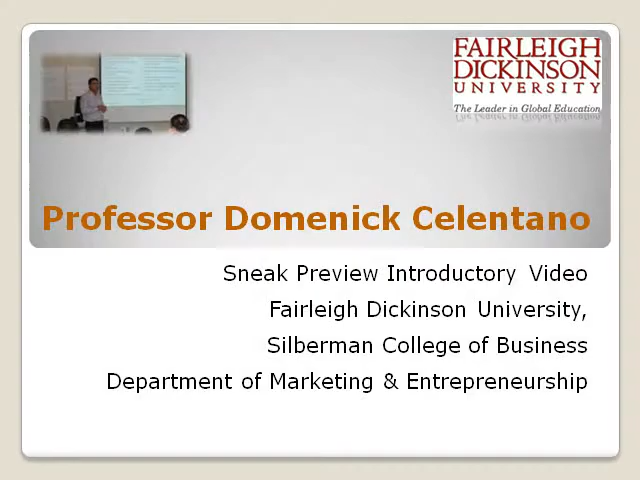 FAIRLEIGH
DICKINSON
UNIVERSITY
The Leader in Global Education
Professor Domenick Celentano
Sneak Preview Introductory Video
Fairleigh Dickinson University,
Silberman College of Business
Department of Marketing & Entrepreneurship